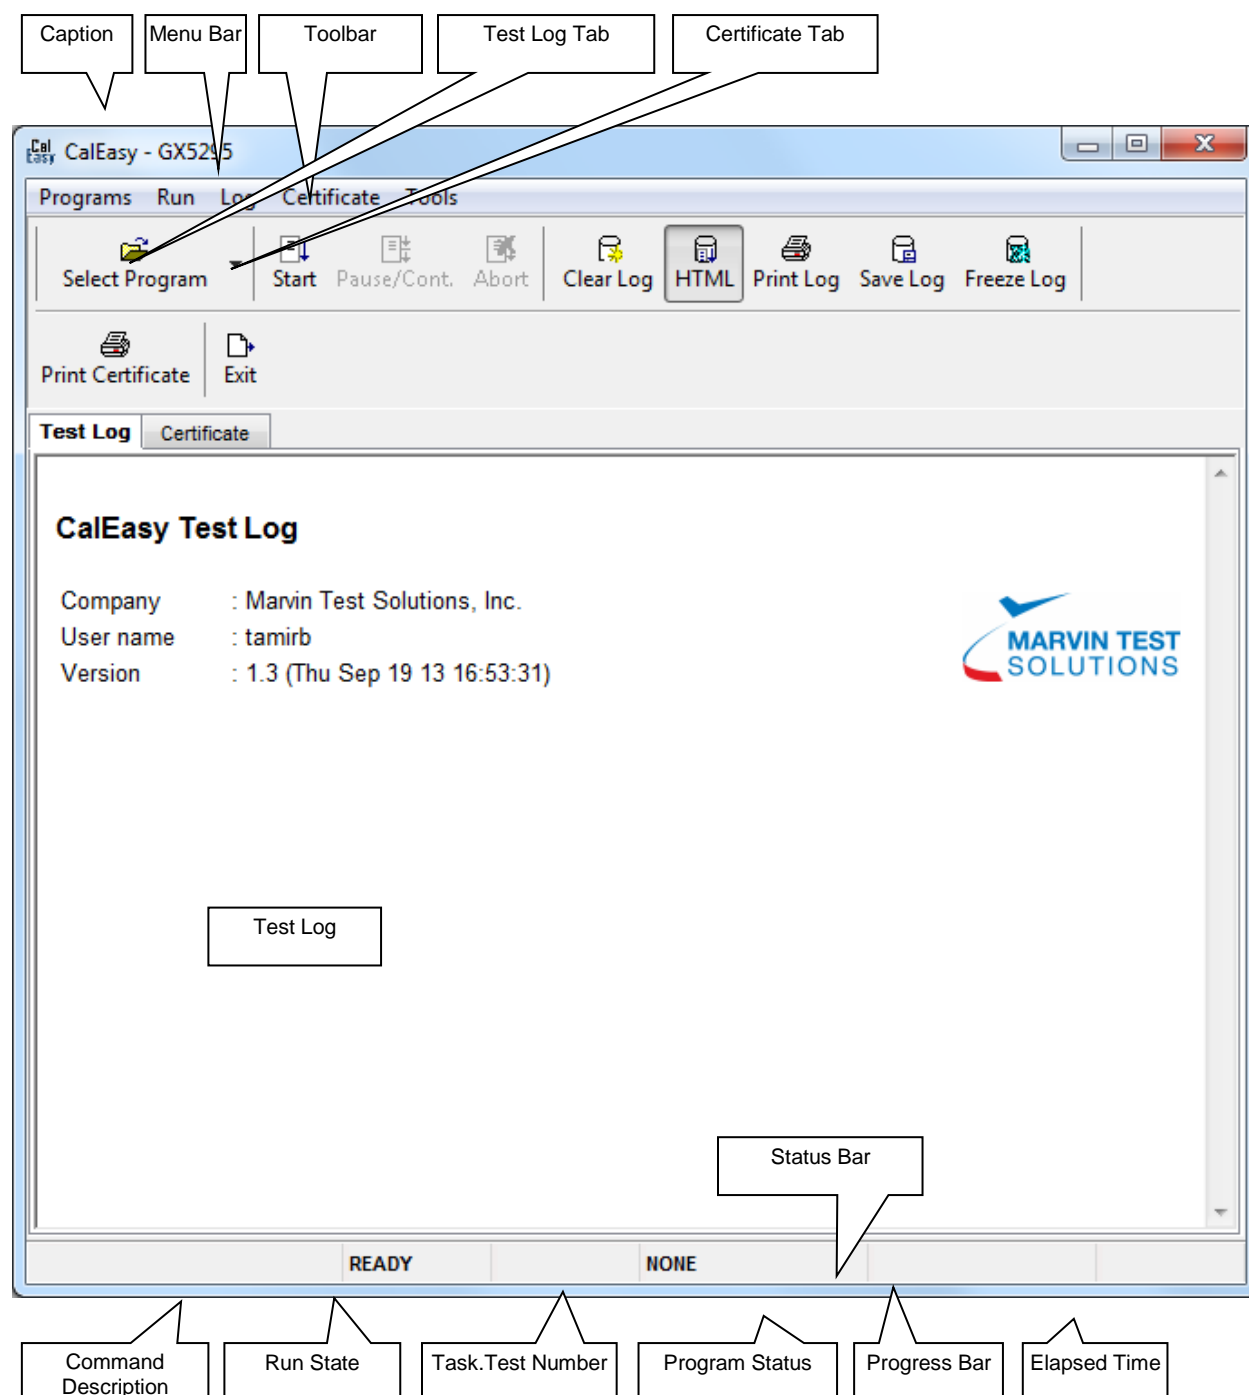 Caption
Menu Bar
Toolbar
Test Log Tab
Certificate Tab
Cal
Easy
CalEasy - GX5295
Programs Run Log Certificate Tools
Select Program Start Pause/Cont. Abort Clear Log HTML Print Log Save Log Freeze Log
Print Certificate Exit
Test Log Certificate
CalEasy Test Log
Company : Marvin Test Solutions, Inc.
User name : tamirb
Version : 1.3 (Thu Sep 19 13 16:53:31)
MARVIN TEST
SOLUTIONS
Test Log
Status Bar
READY NONE
Command
Description
Run State
Task.Test Number
Program Status
Progress Bar
Elapsed Time